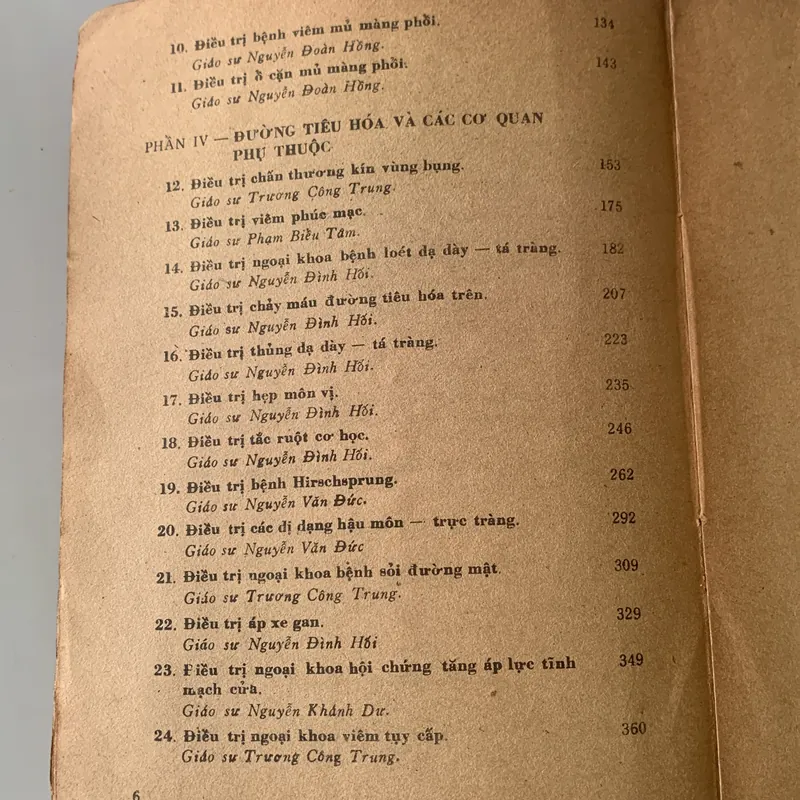 10. Điều trị bệnh viêm mủ màng phổi. 134
Giáo sư Nguyễn Đoàn Hồng.
11. Điều trị ổ cặn mủ màng phổi. 143
Giáo sư Nguyễn Đoàn Hồng.
PHẦN IV — ĐƯỜNG TIÊU HÓA VÀ CÁC CƠ QUAN
PHỤ THUỘC
12. Điều trị chấn thương kín vùng bụng. 153
Giáo sư Trương Công Trung.
13. Điều trị viêm phúc mạc. 175
Giáo sư Phạm Biểu Tâm.
14. Điều trị ngoại khoa bệnh loét dạ dày — tá tràng. 182
Giáo sư Nguyễn Đình Hối.
15. Điều trị chảy máu đường tiêu hóa trên. 207
Giáo sư Nguyễn Đình Hối.
16. Điều trị thủng dạ dày — tá tràng. 223
Giáo sư Nguyễn Đình Hối.
17. Điều trị hẹp môn vị. 235
Giáo sư Nguyễn Đình Hối.
18. Điều trị tắc ruột cơ học. 246
Giáo sư Nguyễn Đình Hối.
19. Điều trị bệnh Hirschsprung. 262
Giáo sư Nguyễn Văn Đức.
20. Điều trị các dị dạng hậu môn — trực tràng. 292
Giáo sư Nguyễn Văn Đức
21. Điều trị ngoại khoa bệnh sỏi đường mật. 309
Giáo sư Trương Công Trung.
22. Điều trị áp xe gan. 329
Giáo sư Nguyễn Đình Hối
23. Điều trị ngoại khoa hội chứng tăng áp lực tĩnh 349
mạch cửa.
Giáo sư Nguyễn Khánh Dư.
24. Điều trị ngoại khoa viêm tụy cấp. 360
Giáo sư Trương Công Trung.
6